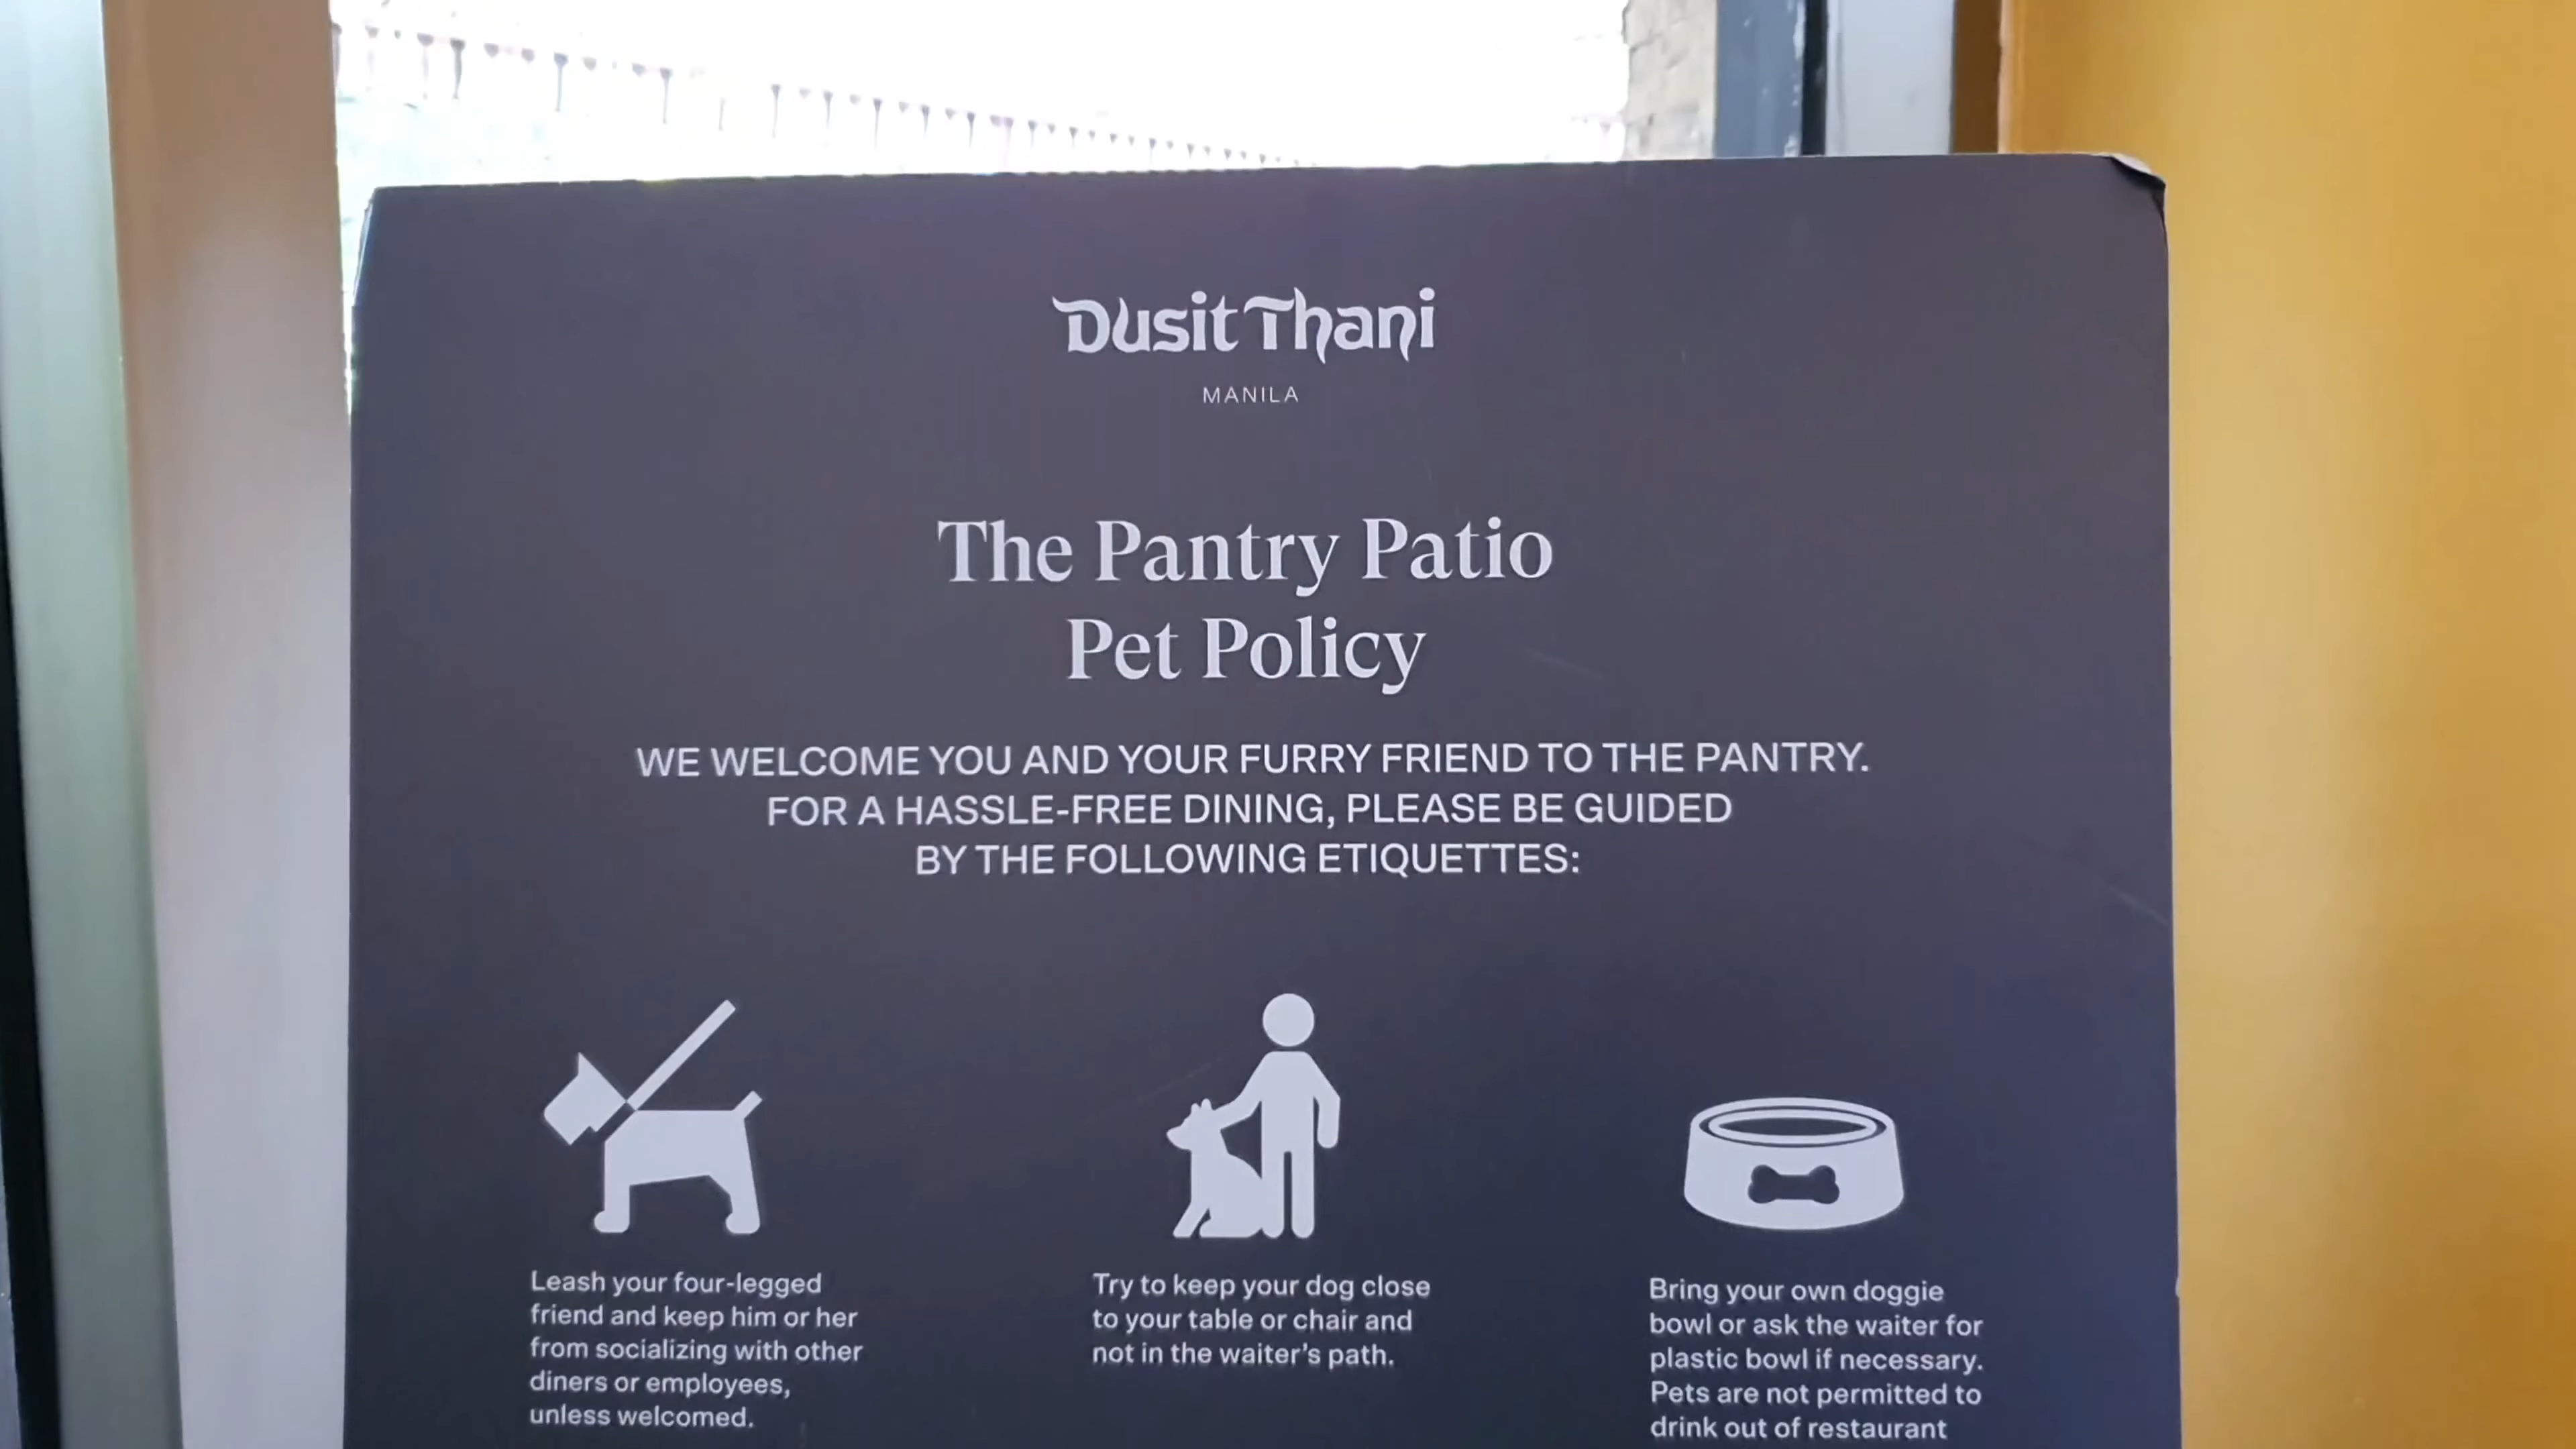 Dusit Thani
MANILA
The Pantry Patio
Pet Policy
WE WELCOME YOU AND YOUR FURRY FRIEND TO THE PANTRY.
FOR A HASSLE-FREE DINING, PLEASE BE GUIDED
BY THE FOLLOWING ETIQUETTES:
Leash your four-legged
friend and keep him or her
from socializing with other
diners or employees,
unless welcomed.
Try to keep your dog close
to your table or chair and
not in the waiter's path.
Bring your own doggie
bowl or ask the waiter for
plastic bowl if necessary.
Pets are not permitted to
drink out of restaurant